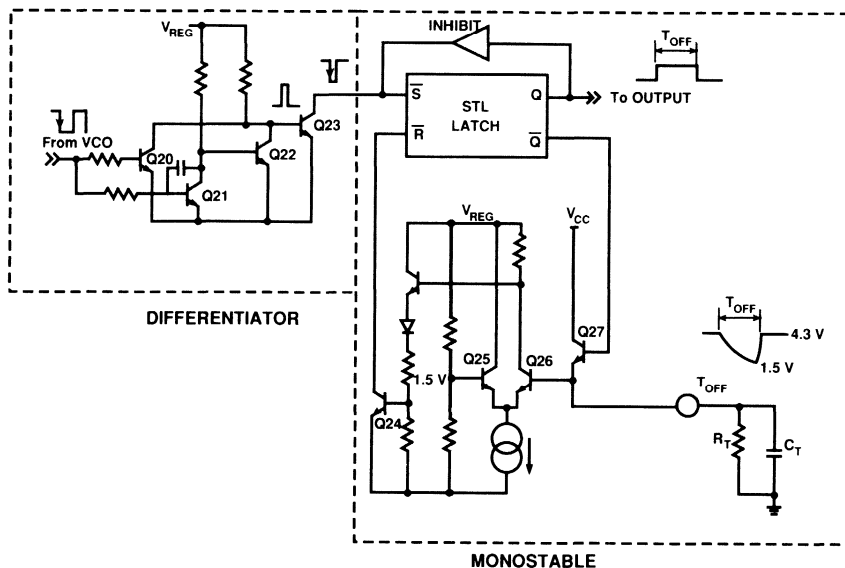 INHIBIT
T_OFF
V_REG
S̅
Q
STL
LATCH
To OUTPUT
From VCO
Q23
R̅
Q̅
Q20
Q22
Q21
V_REG
V_CC
DIFFERENTIATOR
T_OFF
Q27
4.3 V
Q25
Q26
1.5 V
1.5 V
T_OFF
Q24
R_T
C_T
MONOSTABLE